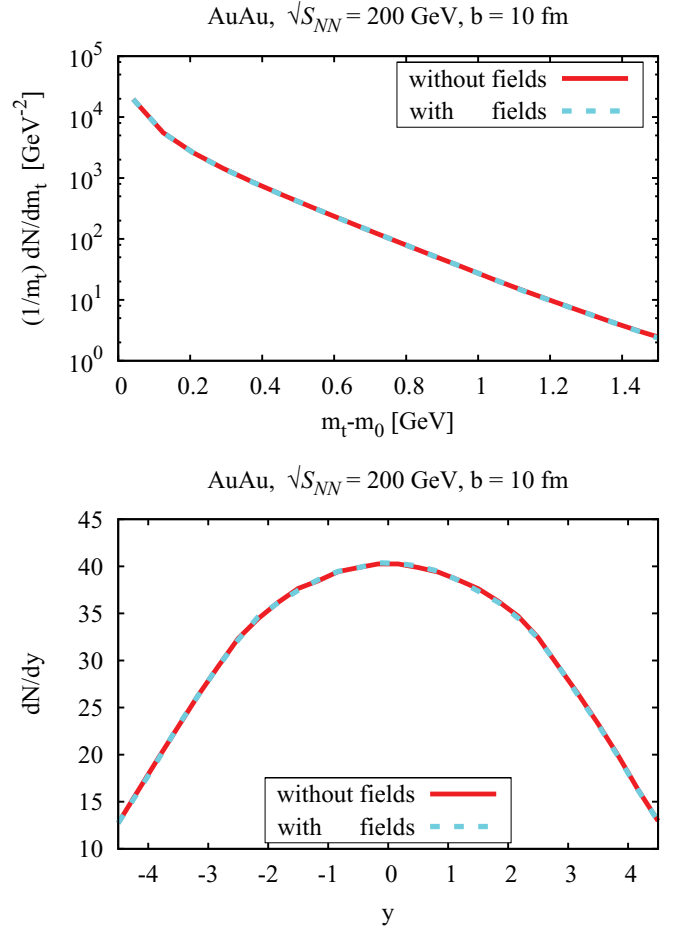 AuAu, √S_NN = 200 GeV, b = 10 fm
10^5
10^4
10^3
10^2
10^1
10^0
(1/m_t) dN/dm_t [GeV^-2]
without fields
with fields
0 0.2 0.4 0.6 0.8 1 1.2 1.4
m_t-m_0 [GeV]
AuAu, √S_NN = 200 GeV, b = 10 fm
45
40
35
30
25
20
15
10
dN/dy
without fields
with fields
-4 -3 -2 -1 0 1 2 3 4
y